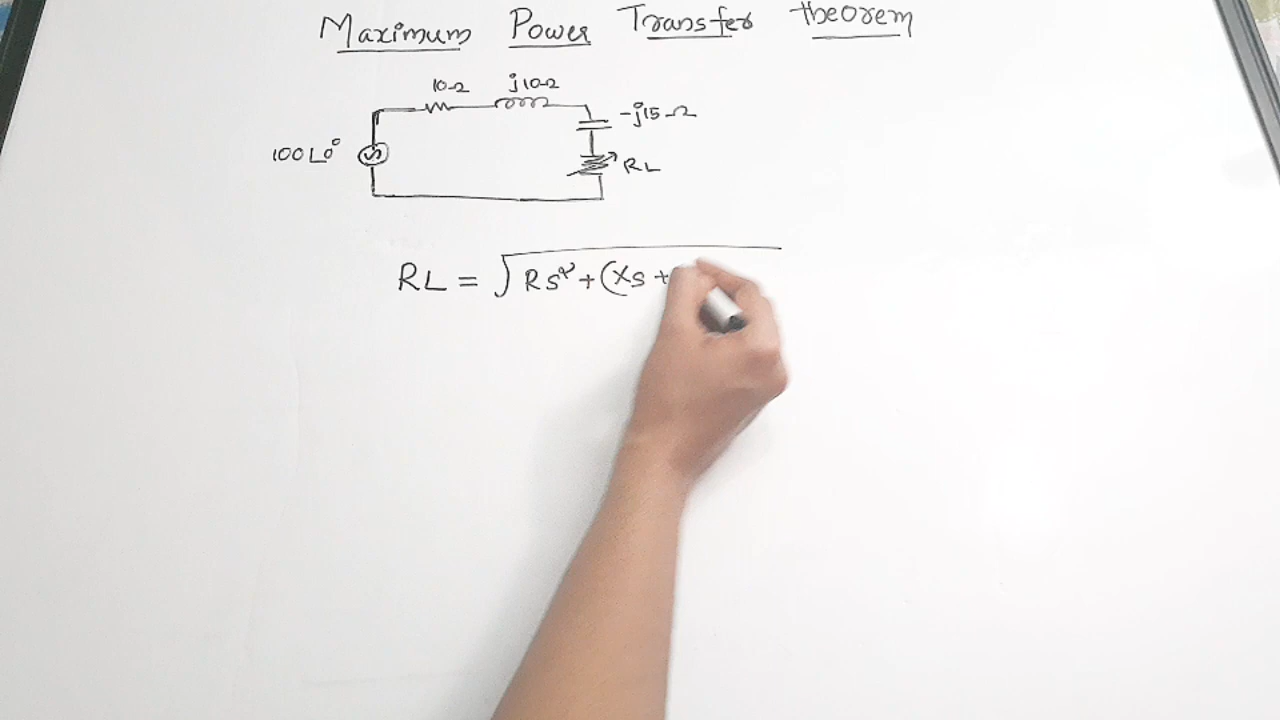 Maximum Power Transfer theorem
10Ω j10Ω
-j15Ω
100∠0°
RL
RL = √Rs²+(Xs+